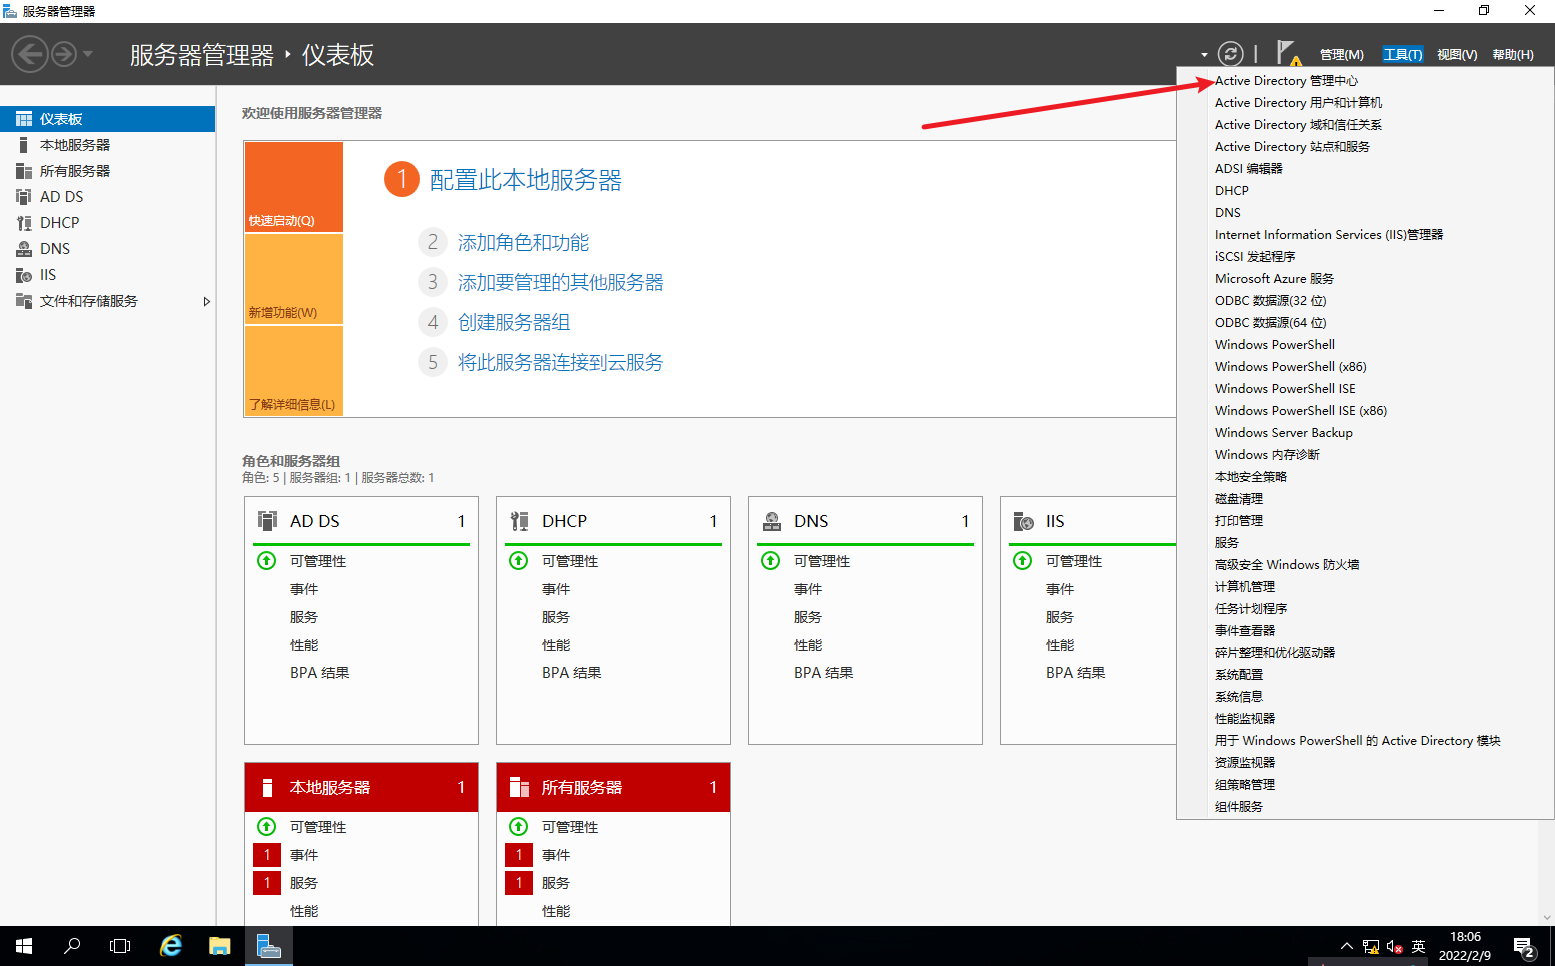 服务器管理器
服务器管理器 · 仪表板
管理(M) 工具(T) 视图(V) 帮助(H)
仪表板
本地服务器
所有服务器
AD DS
DHCP
DNS
IIS
文件和存储服务
欢迎使用服务器管理器
快速启动(Q)
新增功能(W)
了解详细信息(L)
1 配置此本地服务器
2 添加角色和功能
3 添加要管理的其他服务器
4 创建服务器组
5 将此服务器连接到云服务
角色和服务器组
角色: 5 | 服务器组: 1 | 服务器总数: 1
AD DS 1
可管理性
事件
服务
性能
BPA 结果
DHCP 1
可管理性
事件
服务
性能
BPA 结果
DNS 1
可管理性
事件
服务
性能
BPA 结果
IIS
可管理性
事件
服务
性能
BPA 结果
本地服务器 1
可管理性
1 事件
1 服务
性能
所有服务器 1
可管理性
1 事件
1 服务
性能
Active Directory 管理中心
Active Directory 用户和计算机
Active Directory 域和信任关系
Active Directory 站点和服务
ADSI 编辑器
DHCP
DNS
Internet Information Services (IIS)管理器
iSCSI 发起程序
Microsoft Azure 服务
ODBC 数据源(32 位)
ODBC 数据源(64 位)
Windows PowerShell
Windows PowerShell (x86)
Windows PowerShell ISE
Windows PowerShell ISE (x86)
Windows Server Backup
Windows 内存诊断
本地安全策略
磁盘清理
打印管理
服务
高级安全 Windows 防火墙
计算机管理
任务计划程序
事件查看器
碎片整理和优化驱动器
系统配置
系统信息
性能监视器
用于 Windows PowerShell 的 Active Directory 模块
资源监视器
组策略管理
组件服务
英
18:06
2022/2/9
2